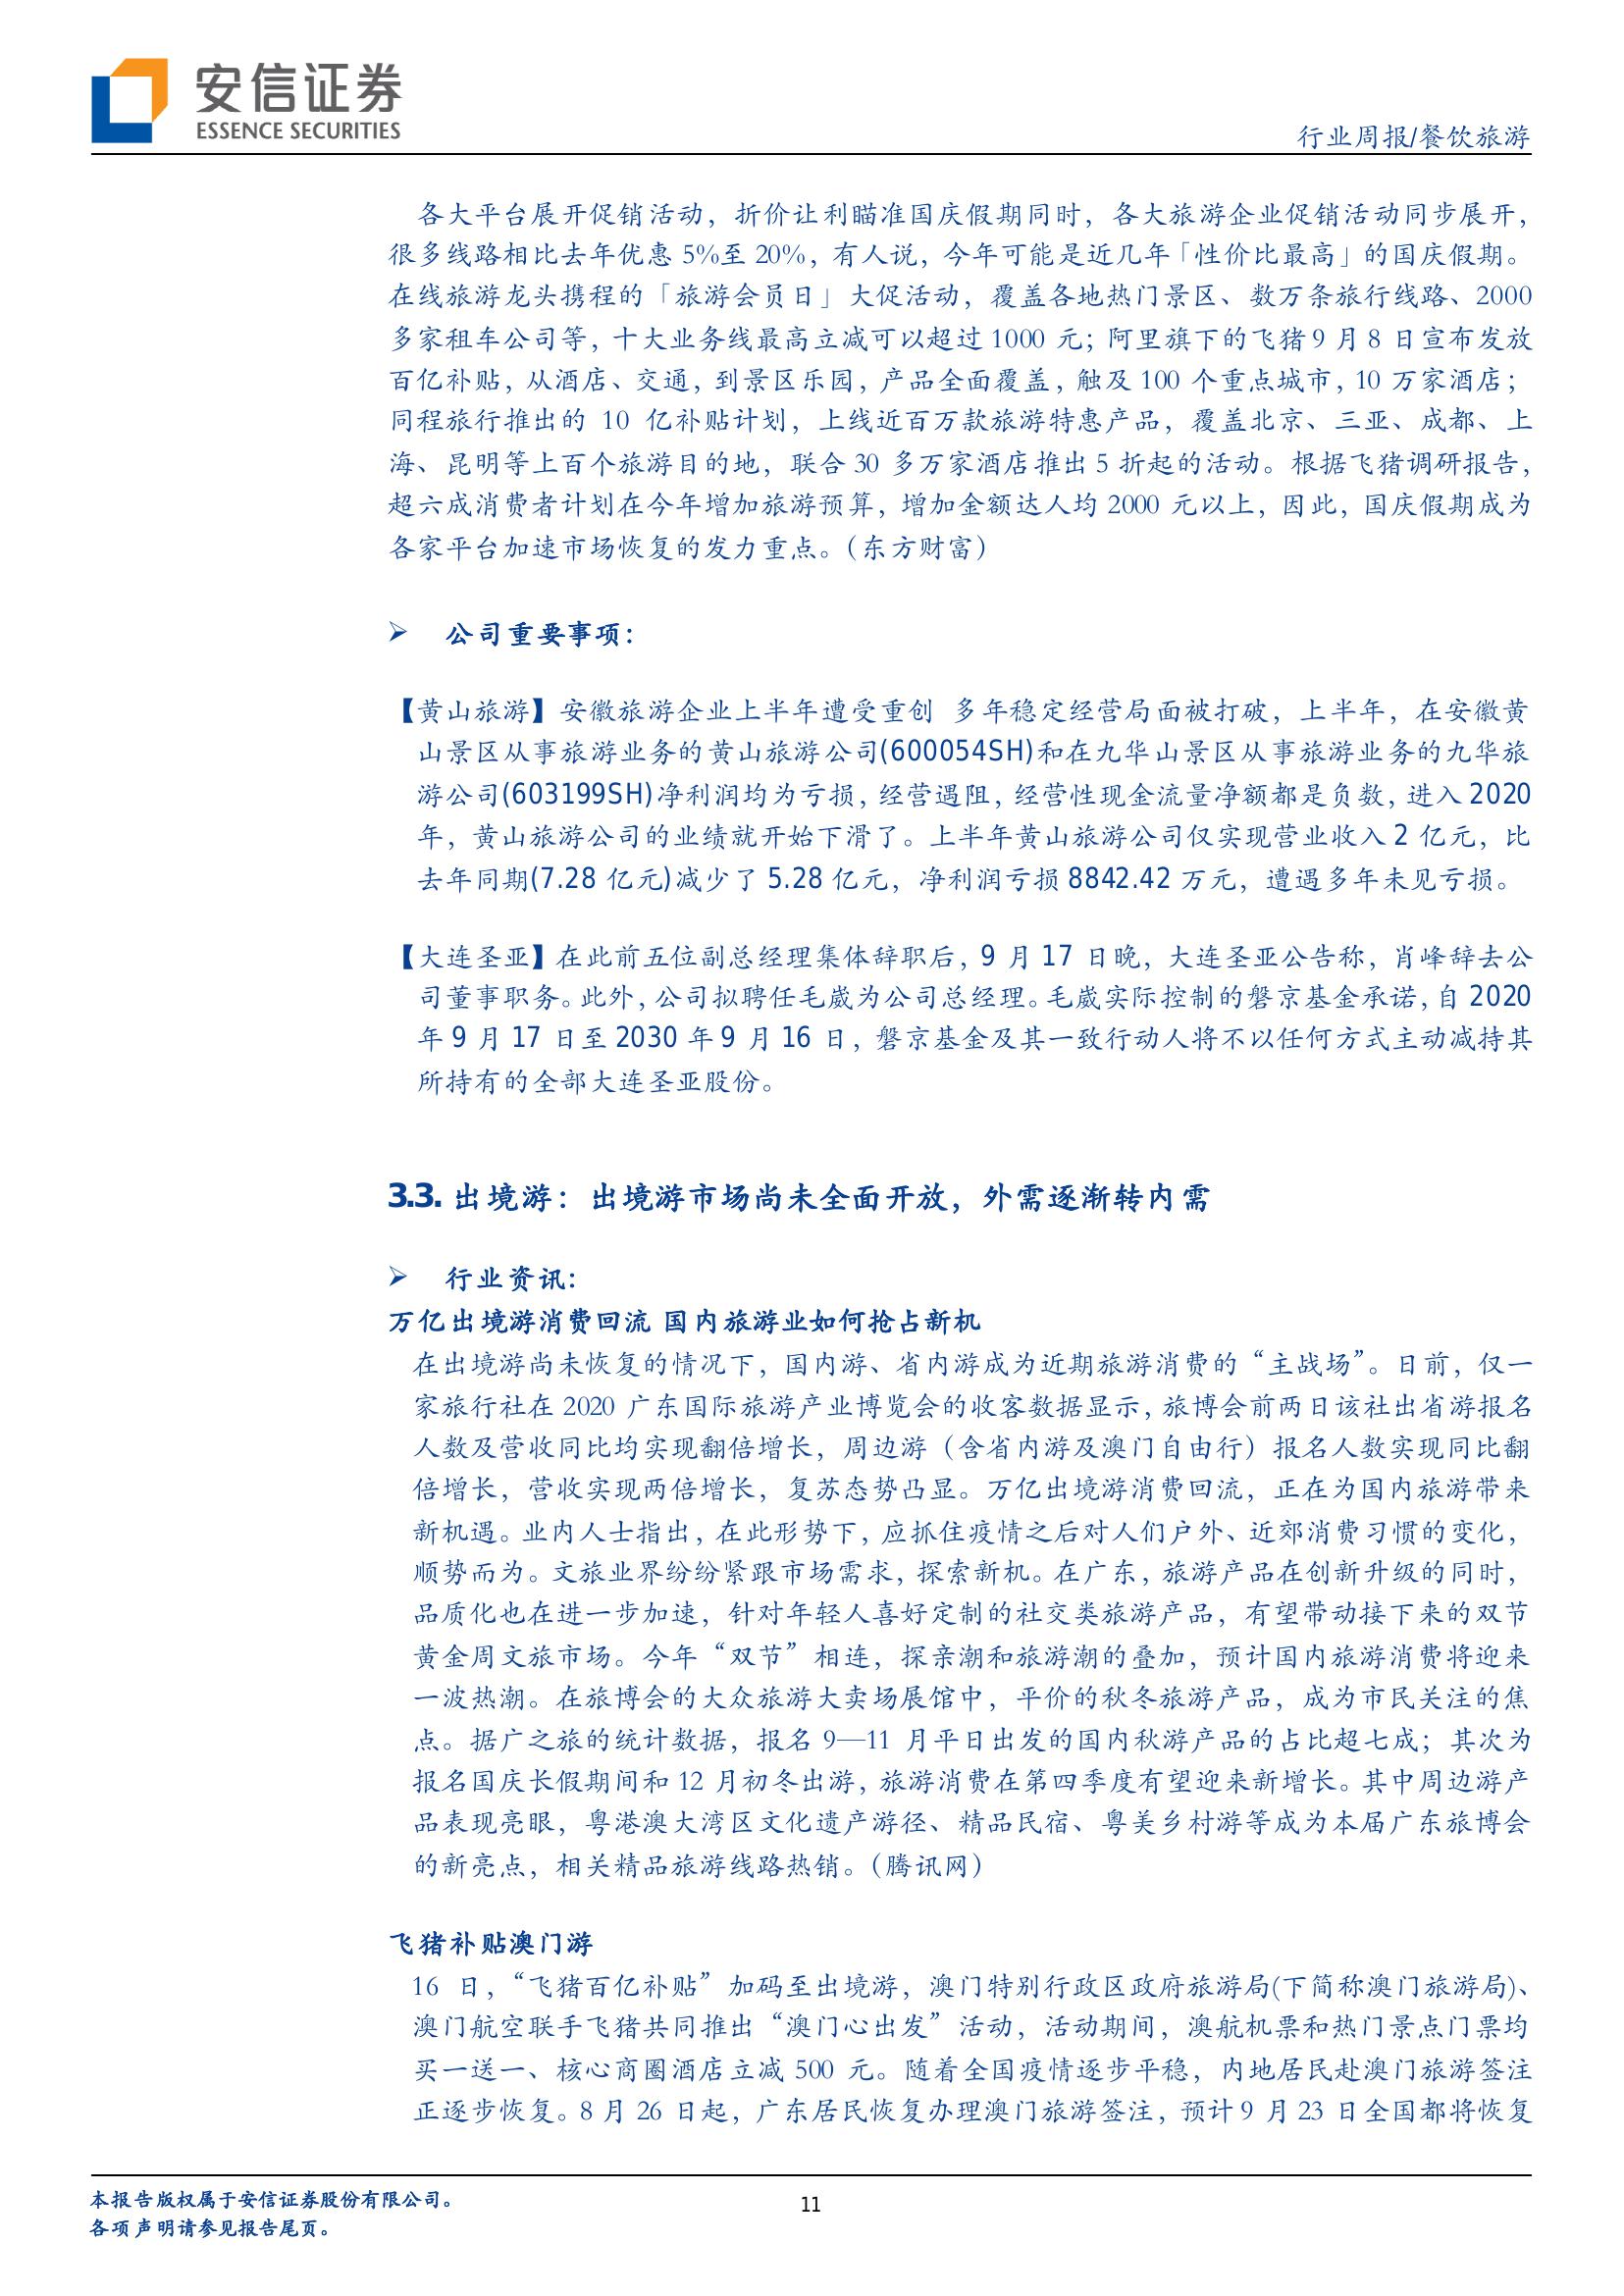 安信证券
ESSENCE SECURITIES
行业周报/餐饮旅游
各大平台展开促销活动，折价让利瞄准国庆假期同时，各大旅游企业促销活动同步展开，
很多线路相比去年优惠 5%至 20%，有人说，今年可能是近几年「性价比最高」的国庆假期。
在线旅游龙头携程的「旅游会员日」大促活动，覆盖各地热门景区、数万条旅行线路、2000
多家租车公司等，十大业务线最高立减可以超过 1000 元；阿里旗下的飞猪 9 月 8 日宣布发放
百亿补贴，从酒店、交通，到景区乐园，产品全面覆盖，触及 100 个重点城市，10 万家酒店；
同程旅行推出的 10 亿补贴计划，上线近百万款旅游特惠产品，覆盖北京、三亚、成都、上
海、昆明等上百个旅游目的地，联合 30 多万家酒店推出 5 折起的活动。根据飞猪调研报告，
超六成消费者计划在今年增加旅游预算，增加金额达人均 2000 元以上，因此，国庆假期成为
各家平台加速市场恢复的发力重点。（东方财富）
➢ 公司重要事项：
【黄山旅游】安徽旅游企业上半年遭受重创 多年稳定经营局面被打破，上半年，在安徽黄
山景区从事旅游业务的黄山旅游公司(600054SH)和在九华山景区从事旅游业务的九华旅
游公司(603199SH)净利润均为亏损，经营遇阻，经营性现金流量净额都是负数，进入 2020
年，黄山旅游公司的业绩就开始下滑了。上半年黄山旅游公司仅实现营业收入 2 亿元，比
去年同期(7.28 亿元)减少了 5.28 亿元，净利润亏损 8842.42 万元，遭遇多年未见亏损。
【大连圣亚】在此前五位副总经理集体辞职后，9 月 17 日晚，大连圣亚公告称，肖峰辞去公
司董事职务。此外，公司拟聘任毛崴为公司总经理。毛崴实际控制的磐京基金承诺，自 2020
年 9 月 17 日至 2030 年 9 月 16 日，磐京基金及其一致行动人将不以任何方式主动减持其
所持有的全部大连圣亚股份。
3.3. 出境游：出境游市场尚未全面开放，外需逐渐转内需
➢ 行业资讯：
万亿出境游消费回流 国内旅游业如何抢占新机
在出境游尚未恢复的情况下，国内游、省内游成为近期旅游消费的“主战场”。日前，仅一
家旅行社在 2020 广东国际旅游产业博览会的收客数据显示，旅博会前两日该社出省游报名
人数及营收同比均实现翻倍增长，周边游（含省内游及澳门自由行）报名人数实现同比翻
倍增长，营收实现两倍增长，复苏态势凸显。万亿出境游消费回流，正在为国内旅游带来
新机遇。业内人士指出，在此形势下，应抓住疫情之后对人们户外、近郊消费习惯的变化，
顺势而为。文旅业界纷纷紧跟市场需求，探索新机。在广东，旅游产品在创新升级的同时，
品质化也在进一步加速，针对年轻人喜好定制的社交类旅游产品，有望带动接下来的双节
黄金周文旅市场。今年“双节”相连，探亲潮和旅游潮的叠加，预计国内旅游消费将迎来
一波热潮。在旅博会的大众旅游大卖场展馆中，平价的秋冬旅游产品，成为市民关注的焦
点。据广之旅的统计数据，报名 9—11 月平日出发的国内秋游产品的占比超七成；其次为
报名国庆长假期间和 12 月初冬出游，旅游消费在第四季度有望迎来新增长。其中周边游产
品表现亮眼，粤港澳大湾区文化遗产游径、精品民宿、粤美乡村游等成为本届广东旅博会
的新亮点，相关精品旅游线路热销。（腾讯网）
飞猪补贴澳门游
16 日，“飞猪百亿补贴”加码至出境游，澳门特别行政区政府旅游局(下简称澳门旅游局)、
澳门航空联手飞猪共同推出“澳门心出发”活动，活动期间，澳航机票和热门景点门票均
买一送一、核心商圈酒店立减 500 元。随着全国疫情逐步平稳，内地居民赴澳门旅游签注
正逐步恢复。8 月 26 日起，广东居民恢复办理澳门旅游签注，预计 9 月 23 日全国都将恢复
本报告版权属于安信证券股份有限公司。
各项声明请参见报告尾页。
11